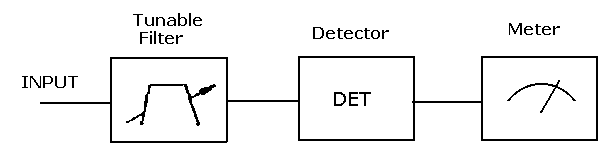 Tunable
Filter
Detector
Meter
INPUT
DET